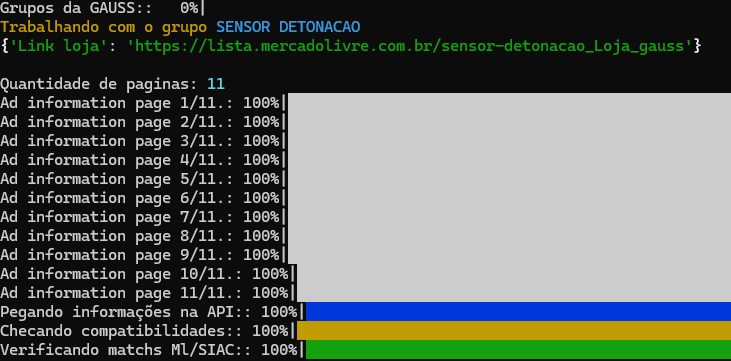 Grupos da GAUSS::   0%|
Trabalhando com o grupo SENSOR DETONACAO
{'Link loja': 'https://lista.mercadolivre.com.br/sensor-detonacao_Loja_gauss'}
Quantidade de paginas: 11
Ad information page 1/11.: 100%|
Ad information page 2/11.: 100%|
Ad information page 3/11.: 100%|
Ad information page 4/11.: 100%|
Ad information page 5/11.: 100%|
Ad information page 6/11.: 100%|
Ad information page 7/11.: 100%|
Ad information page 8/11.: 100%|
Ad information page 9/11.: 100%|
Ad information page 10/11.: 100%|
Ad information page 11/11.: 100%|
Pegando informações na API:: 100%|
Checando compatibilidades:: 100%|
Verificando matchs Ml/SIAC:: 100%|